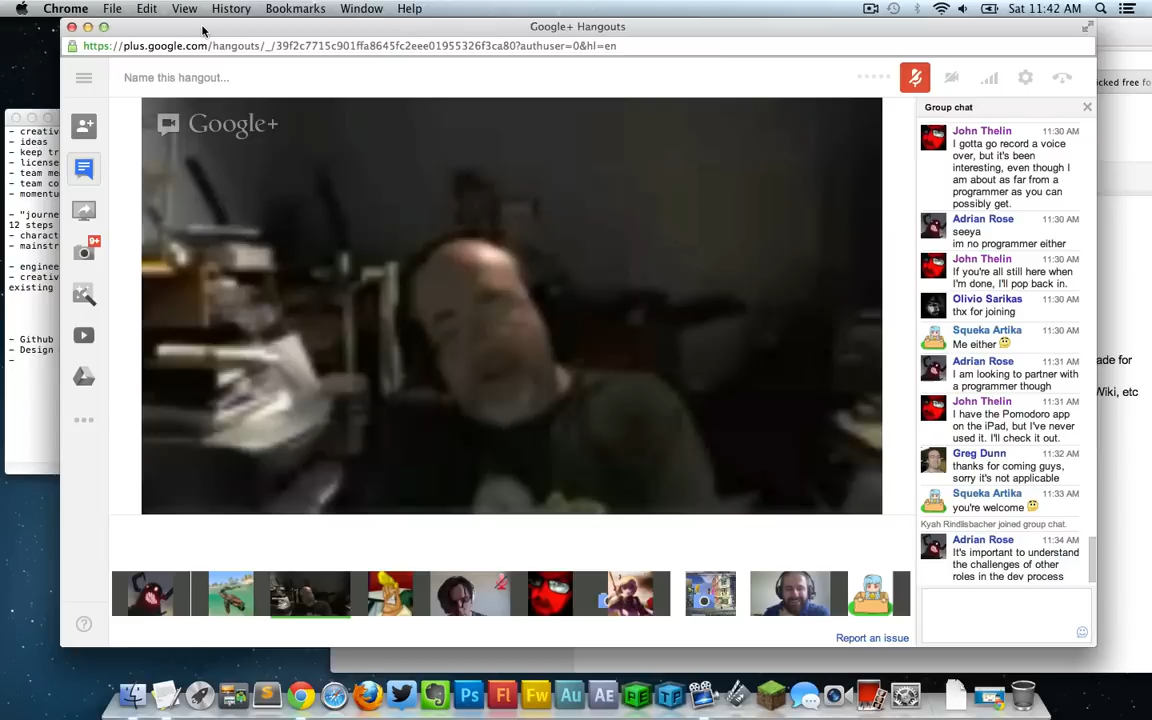 Chrome File Edit View History Bookmarks Window Help Sat 11:42 AM
Google+ Hangouts
https://plus.google.com/hangouts/_/39f2c7715c901ffa8645fc2eee01955326f3ca80?authuser=0&hl=en
Name this hangout...
Google+
9+
Group chat
John Thelin 11:30 AM
I gotta go record a voice
over, but it's been
interesting, even though I
am about as far from a
programmer as you can
possibly get.
Adrian Rose 11:30 AM
seeya
im no programmer either
John Thelin 11:30 AM
If you're all still here when
I'm done, I'll pop back in.
Olivio Sarikas 11:30 AM
thx for joining
Squeka Artika 11:30 AM
Me either
Adrian Rose 11:31 AM
I am looking to partner with
a programmer though
John Thelin 11:31 AM
I have the Pomodoro app
on the iPad, but I've never
used it. I'll check it out.
Greg Dunn 11:32 AM
thanks for coming guys,
sorry it's not applicable
Squeka Artika 11:33 AM
you're welcome
Kyah Rindlisbacher joined group chat.
Adrian Rose 11:34 AM
It's important to understand
the challenges of other
roles in the dev process
Report an issue
- creativ
- ideas
- keep tr
- license
- team me
- team co
- momentu
- "journe
12 steps
- charact
- mainstr
- engine
- creativ
existing
- Github
- Design
-
icked free fo
ade for
Wiki, etc
Ps Fl Fw Au Ae PE TP
S